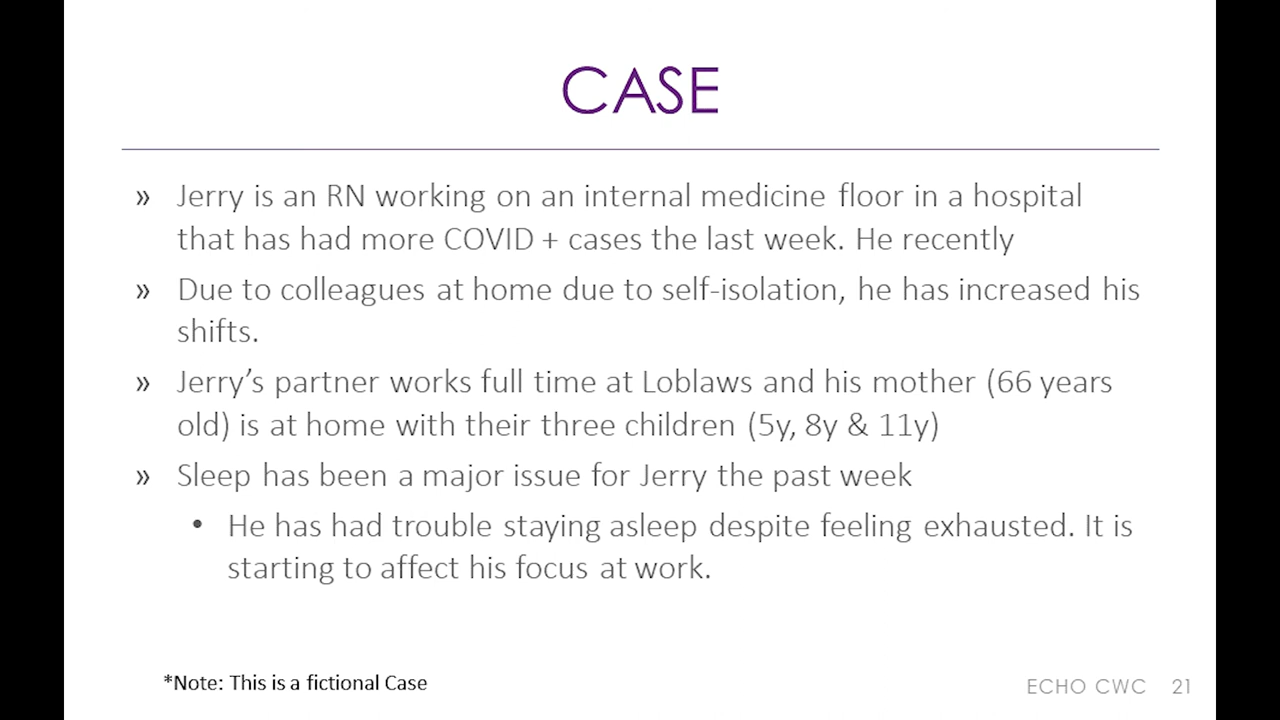 CASE
» Jerry is an RN working on an internal medicine floor in a hospital
that has had more COVID + cases the last week. He recently
» Due to colleagues at home due to self-isolation, he has increased his
shifts.
» Jerry’s partner works full time at Loblaws and his mother (66 years
old) is at home with their three children (5y, 8y & 11y)
» Sleep has been a major issue for Jerry the past week
• He has had trouble staying asleep despite feeling exhausted. It is
starting to affect his focus at work.
*Note: This is a fictional Case
ECHO CWC 21